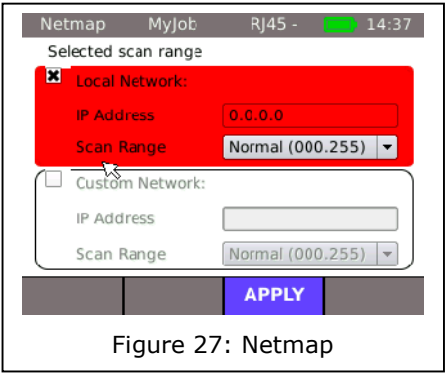 Netmap MyJob RJ45 - 14:37
Selected scan range
Local Network:
IP Address 0.0.0.0
Scan Range Normal (000.255)
Custom Network:
IP Address
Scan Range Normal (000.255)
APPLY
Figure 27: Netmap